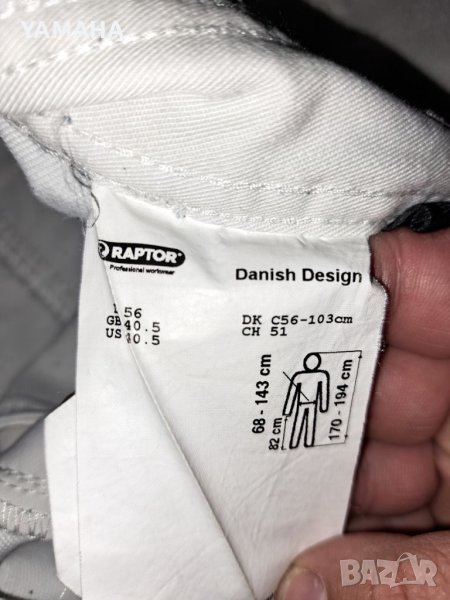 YAMAHA
RAPTOR
Professional workwear
Danish Design
I 56
GB 40.5
US 40.5
DK C56-103cm
CH 51
68 - 143 cm
82 cm
170 - 194 cm
BAZAR